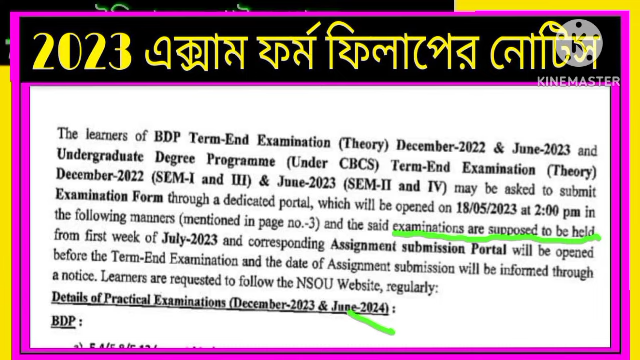 2023 এক্সাম ফর্ম ফিলাপের নোটিস
KINEMASTER
The learners of BDP Term-End Examination (Theory) December-2022 & June-2023 and
Undergraduate Degree Programme (Under CBCS) Term-End Examination (Theory)
December-2022 (SEM-I and III) & June-2023 (SEM-II and IV) may be asked to submit
Examination Form through a dedicated portal, which will be opened on 18/05/2023 at 2:00 pm in
the following manners (mentioned in page no.-3) and the said examinations are supposed to be held
from first week of July-2023 and corresponding Assignment submission Portal will be opened
before the Term-End Examination and the date of Assignment submission will be informed through
a notice. Learners are requested to follow the NSOU Website, regularly:
Details of Practical Examinations (December-2023 & June-2024) :
BDP :